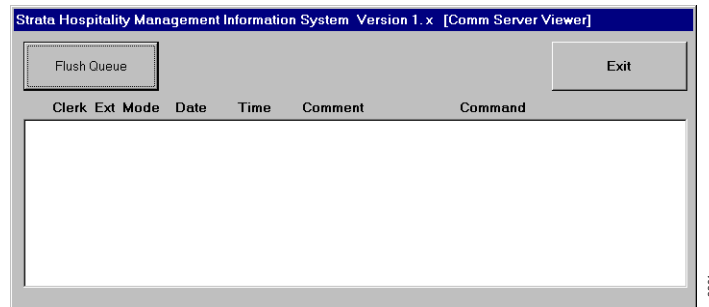 Strata Hospitality Management Information System Version 1. x [Comm Server Viewer]
Flush Queue
Exit
Clerk Ext Mode Date Time Comment Command